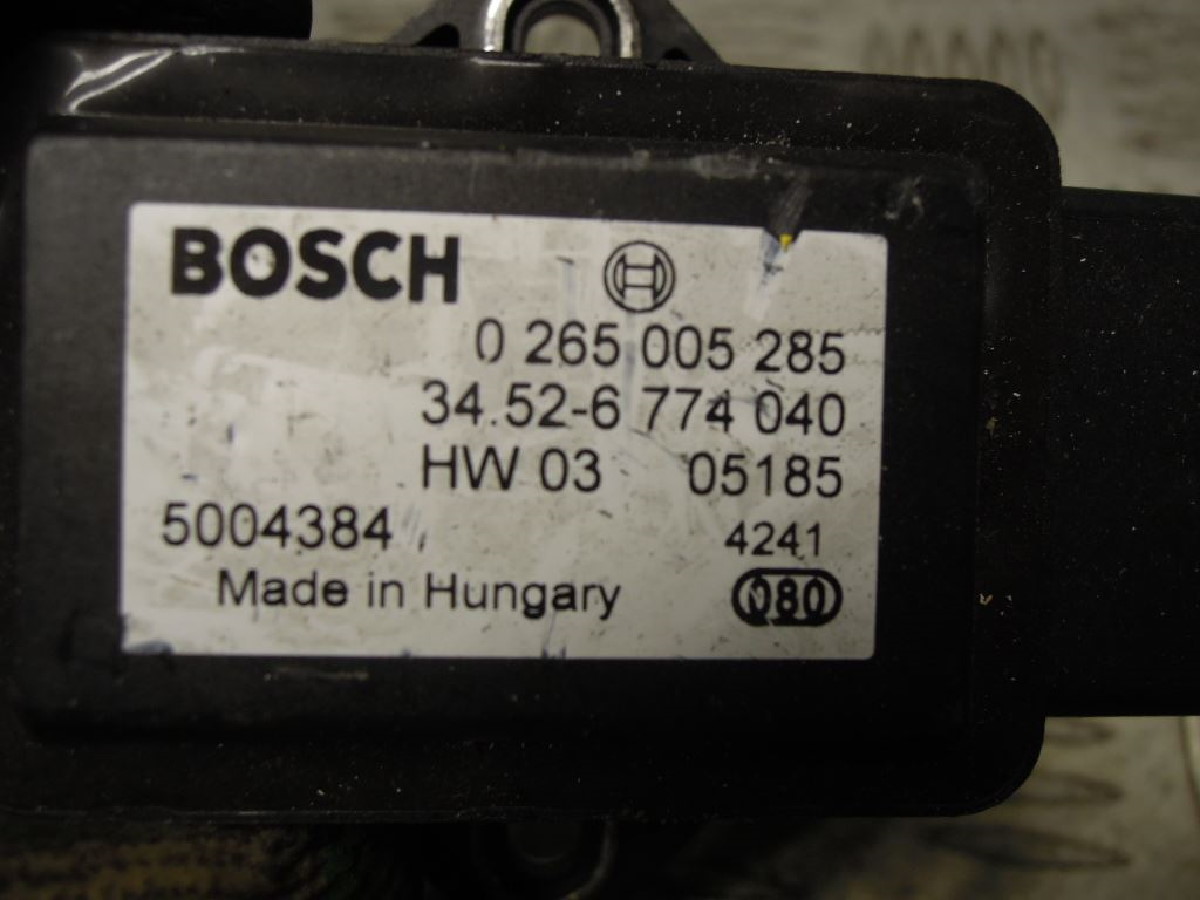 BOSCH
0 265 005 285
34.52-6 774 040
HW 03 05185
5004384 4241
Made in Hungary 080